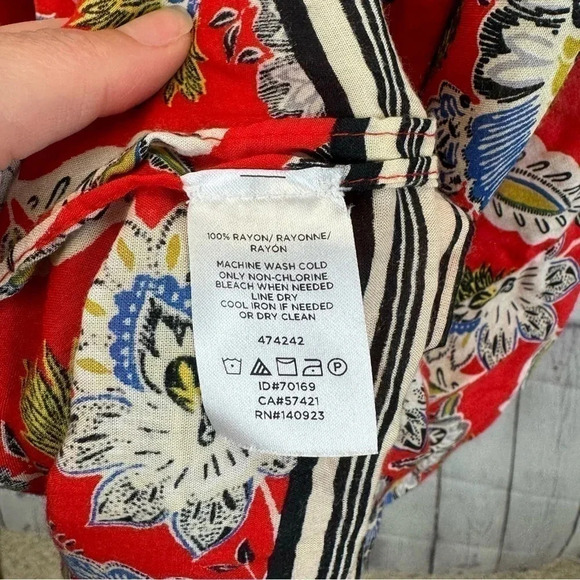 100% RAYON/ RAYONNE/
RAYÓN
MACHINE WASH COLD
ONLY NON-CHLORINE
BLEACH WHEN NEEDED
LINE DRY
COOL IRON IF NEEDED
OR DRY CLEAN
474242
P
ID#70169
CA#57421
RN#140923